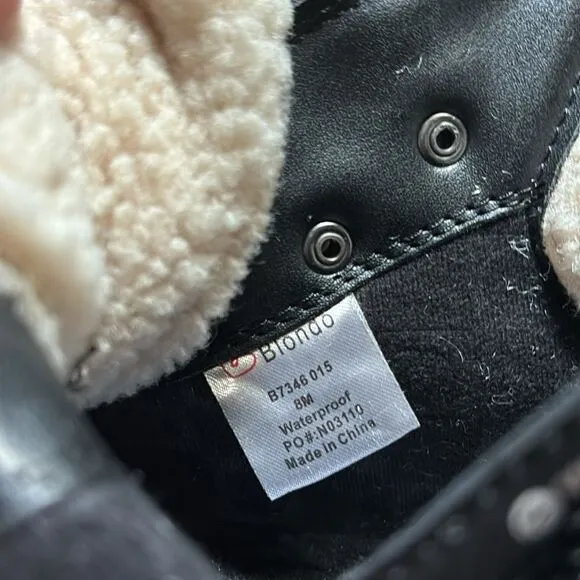 Blondo
B7346 015
8M
Waterproof
PO#:N03110
Made in China